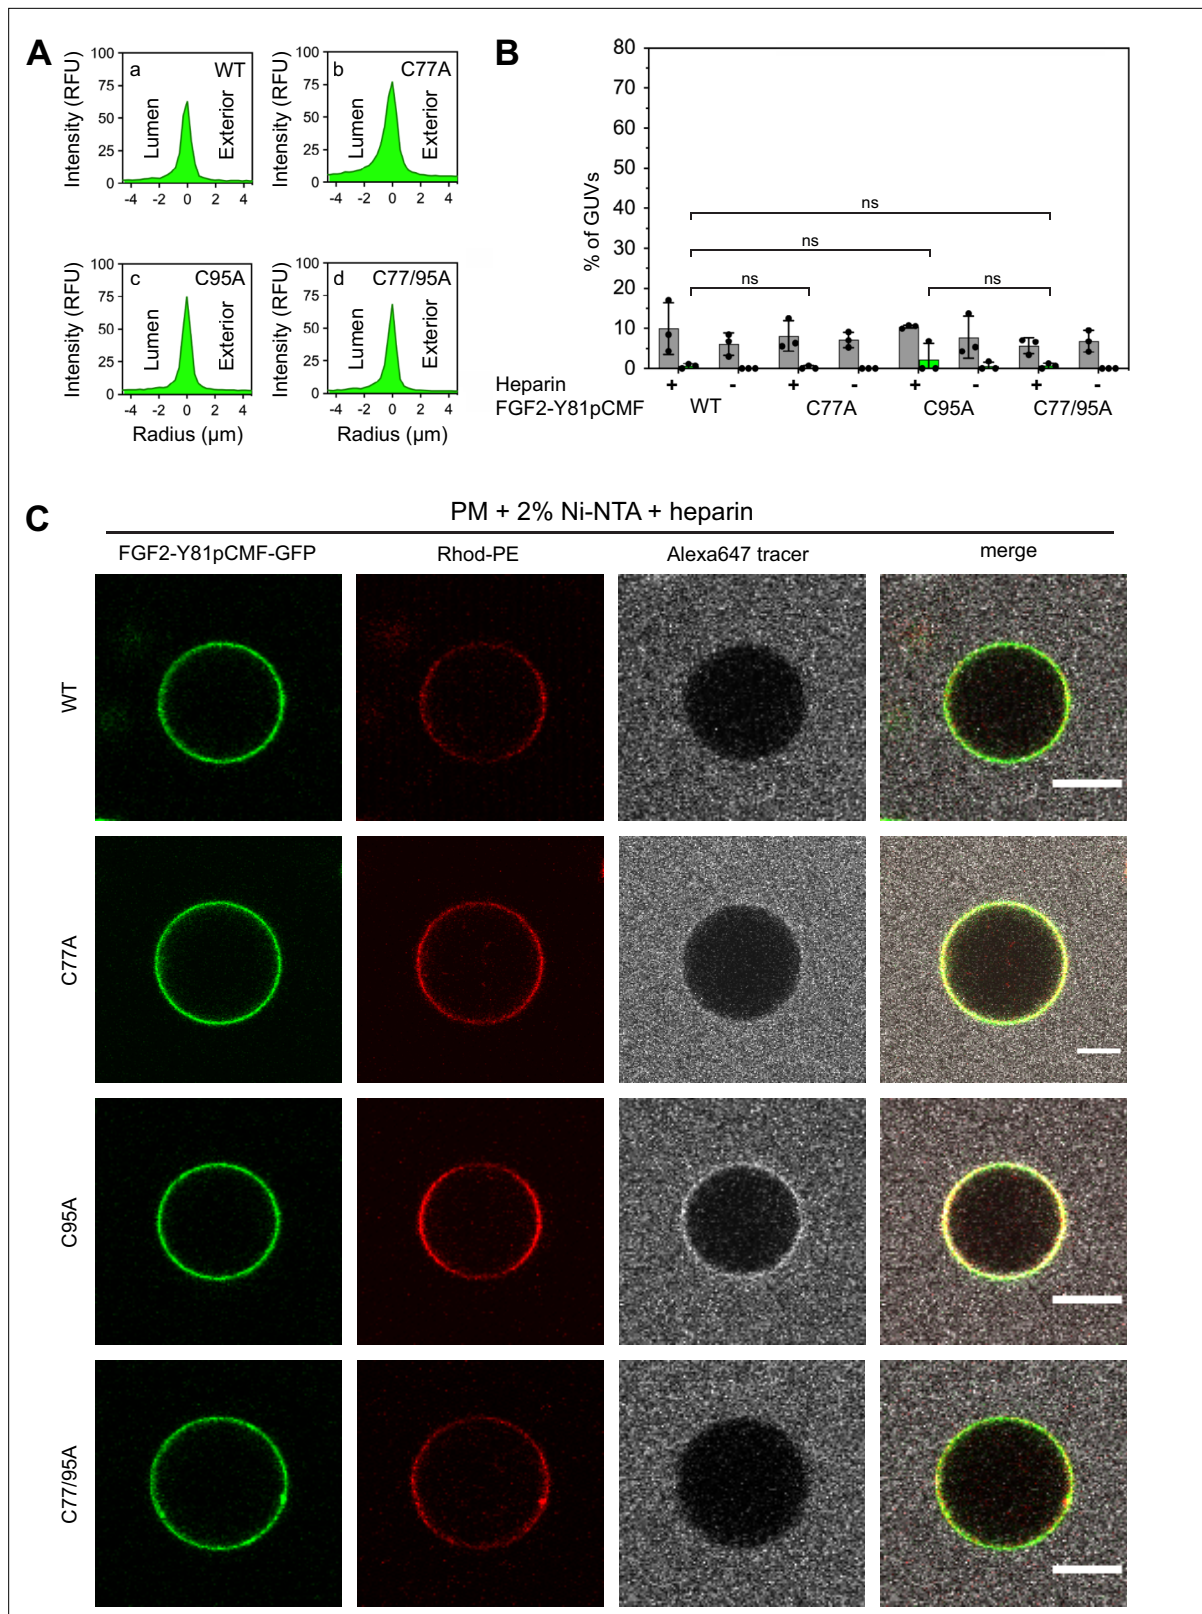 A
B
a
WT
Intensity (RFU)
Lumen
Exterior
100
75
50
25
0
-4 -2 0 2 4
b
C77A
Intensity (RFU)
Lumen
Exterior
100
75
50
25
0
-4 -2 0 2 4
c
C95A
Intensity (RFU)
Lumen
Exterior
100
75
50
25
0
-4 -2 0 2 4
Radius (µm)
d
C77/95A
Intensity (RFU)
Lumen
Exterior
100
75
50
25
0
-4 -2 0 2 4
Radius (µm)
% of GUVs
80
70
60
50
40
30
20
10
0
ns
ns
ns
ns
Heparin + - + - + - + -
FGF2-Y81pCMF WT C77A C95A C77/95A
C
PM + 2% Ni-NTA + heparin
FGF2-Y81pCMF-GFP Rhod-PE Alexa647 tracer merge
WT
C77A
C95A
C77/95A